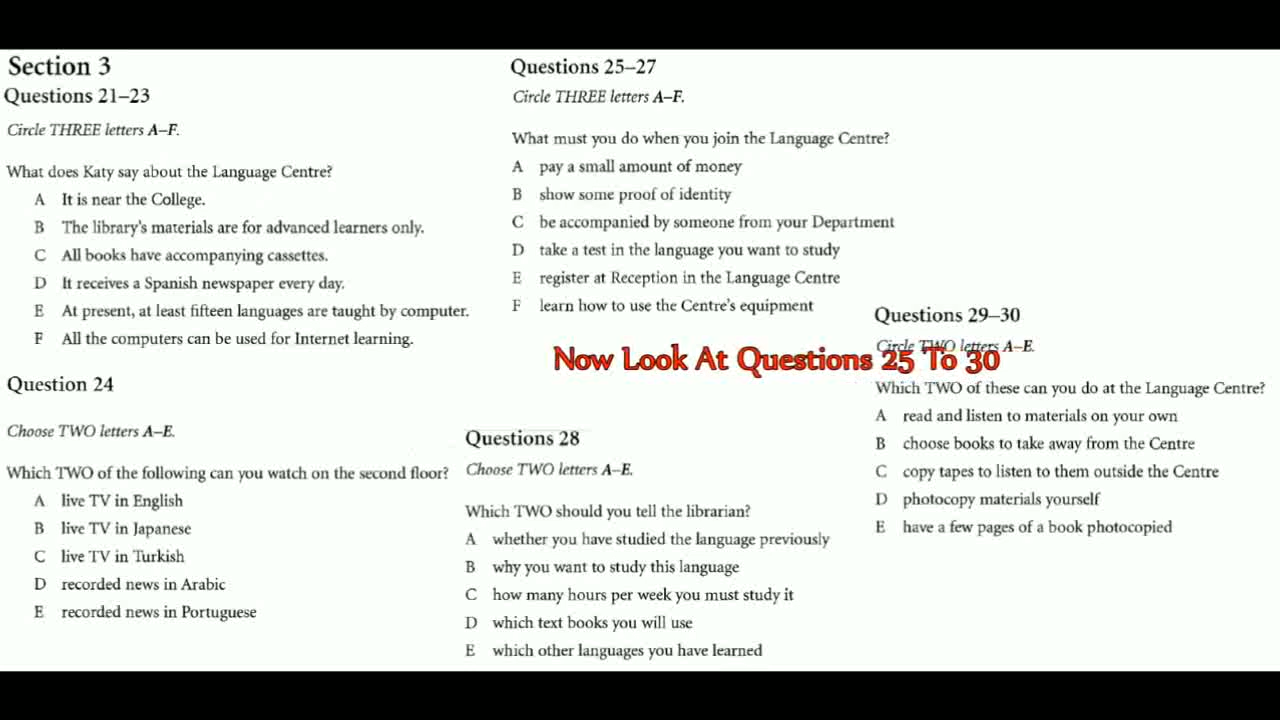 Section 3
Questions 21–23
Circle THREE letters A–F.
What does Katy say about the Language Centre?
A It is near the College.
B The library's materials are for advanced learners only.
C All books have accompanying cassettes.
D It receives a Spanish newspaper every day.
E At present, at least fifteen languages are taught by computer.
F All the computers can be used for Internet learning.
Question 24
Choose TWO letters A–E.
Which TWO of the following can you watch on the second floor?
A live TV in English
B live TV in Japanese
C live TV in Turkish
D recorded news in Arabic
E recorded news in Portuguese
Questions 25–27
Circle THREE letters A–F.
What must you do when you join the Language Centre?
A pay a small amount of money
B show some proof of identity
C be accompanied by someone from your Department
D take a test in the language you want to study
E register at Reception in the Language Centre
F learn how to use the Centre's equipment
Now Look At Questions 25 To 30
Questions 28
Choose TWO letters A–E.
Which TWO should you tell the librarian?
A whether you have studied the language previously
B why you want to study this language
C how many hours per week you must study it
D which text books you will use
E which other languages you have learned
Questions 29–30
Circle TWO letters A–E.
Which TWO of these can you do at the Language Centre?
A read and listen to materials on your own
B choose books to take away from the Centre
C copy tapes to listen to them outside the Centre
D photocopy materials yourself
E have a few pages of a book photocopied